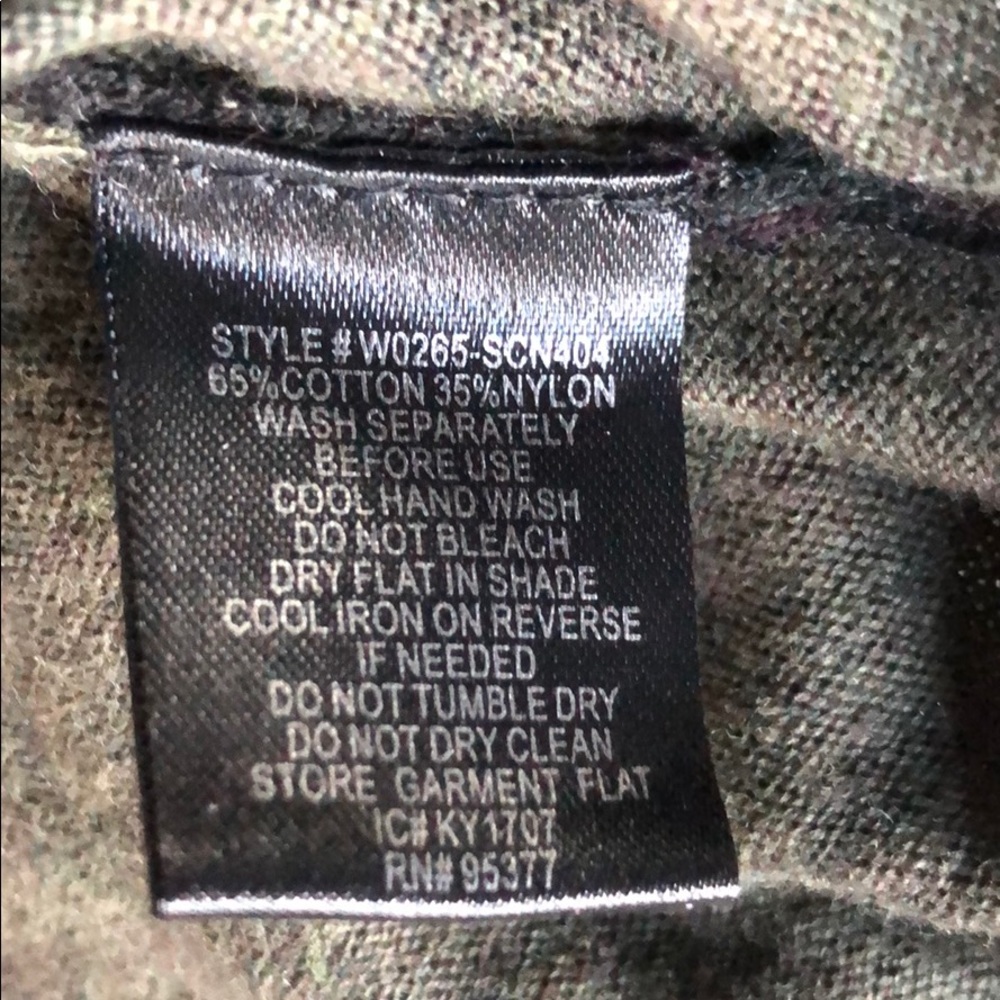 STYLE # W0265-SCN404
65%COTTON 35%NYLON
WASH SEPARATELY
BEFORE USE
COOL HAND WASH
DO NOT BLEACH
DRY FLAT IN SHADE
COOL IRON ON REVERSE
IF NEEDED
DO NOT TUMBLE DRY
DO NOT DRY CLEAN
STORE GARMENT FLAT
IC# KY1707
RN# 95377